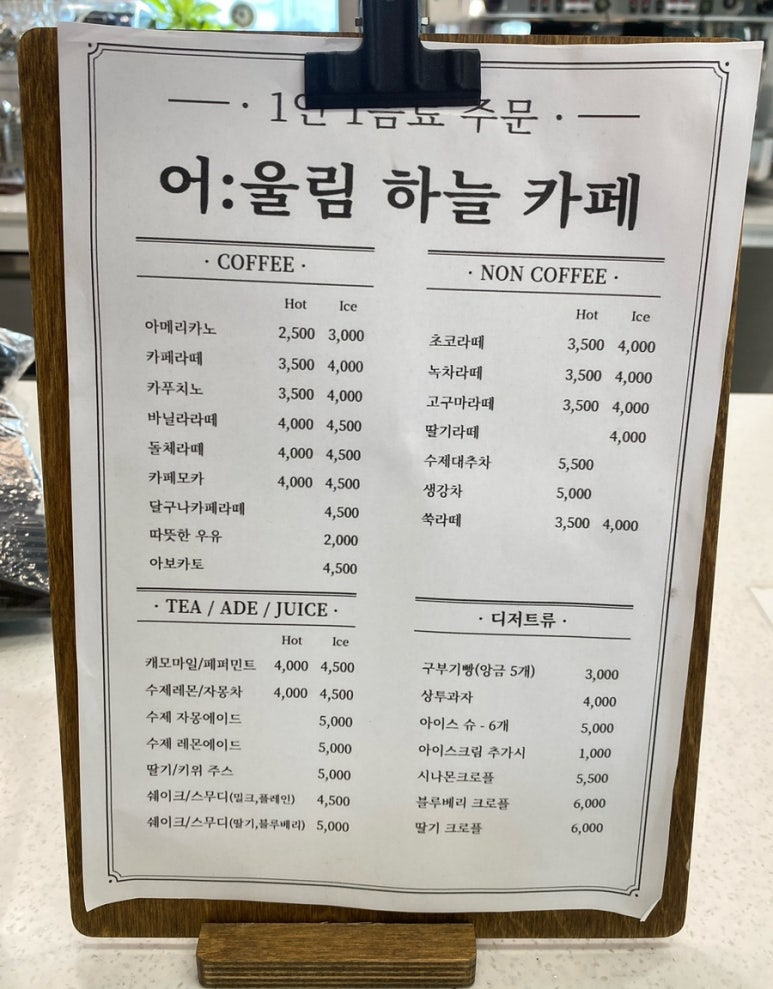 · 1인 1음료 주문 ·
어:울림 하늘 카페
· COFFEE ·
Hot Ice
아메리카노 2,500 3,000
카페라떼 3,500 4,000
카푸치노 3,500 4,000
바닐라라떼 4,000 4,500
돌체라떼 4,000 4,500
카페모카 4,000 4,500
달구나카페라떼 4,500
따뜻한 우유 2,000
아보카토 4,500
· NON COFFEE ·
Hot Ice
초코라떼 3,500 4,000
녹차라떼 3,500 4,000
고구마라떼 3,500 4,000
딸기라떼 4,000
수제대추차 5,500
생강차 5,000
쑥라떼 3,500 4,000
· TEA / ADE / JUICE ·
Hot Ice
캐모마일/페퍼민트 4,000 4,500
수제레몬/자몽차 4,000 4,500
수제 자몽에이드 5,000
수제 레몬에이드 5,000
딸기/키위 주스 5,000
쉐이크/스무디(밀크,플레인) 4,500
쉐이크/스무디(딸기,블루베리) 5,000
· 디저트류 ·
구부기빵(앙금 5개) 3,000
상투과자 4,000
아이스 슈 - 6개 5,000
아이스크림 추가시 1,000
시나몬크로플 5,500
블루베리 크로플 6,000
딸기 크로플 6,000